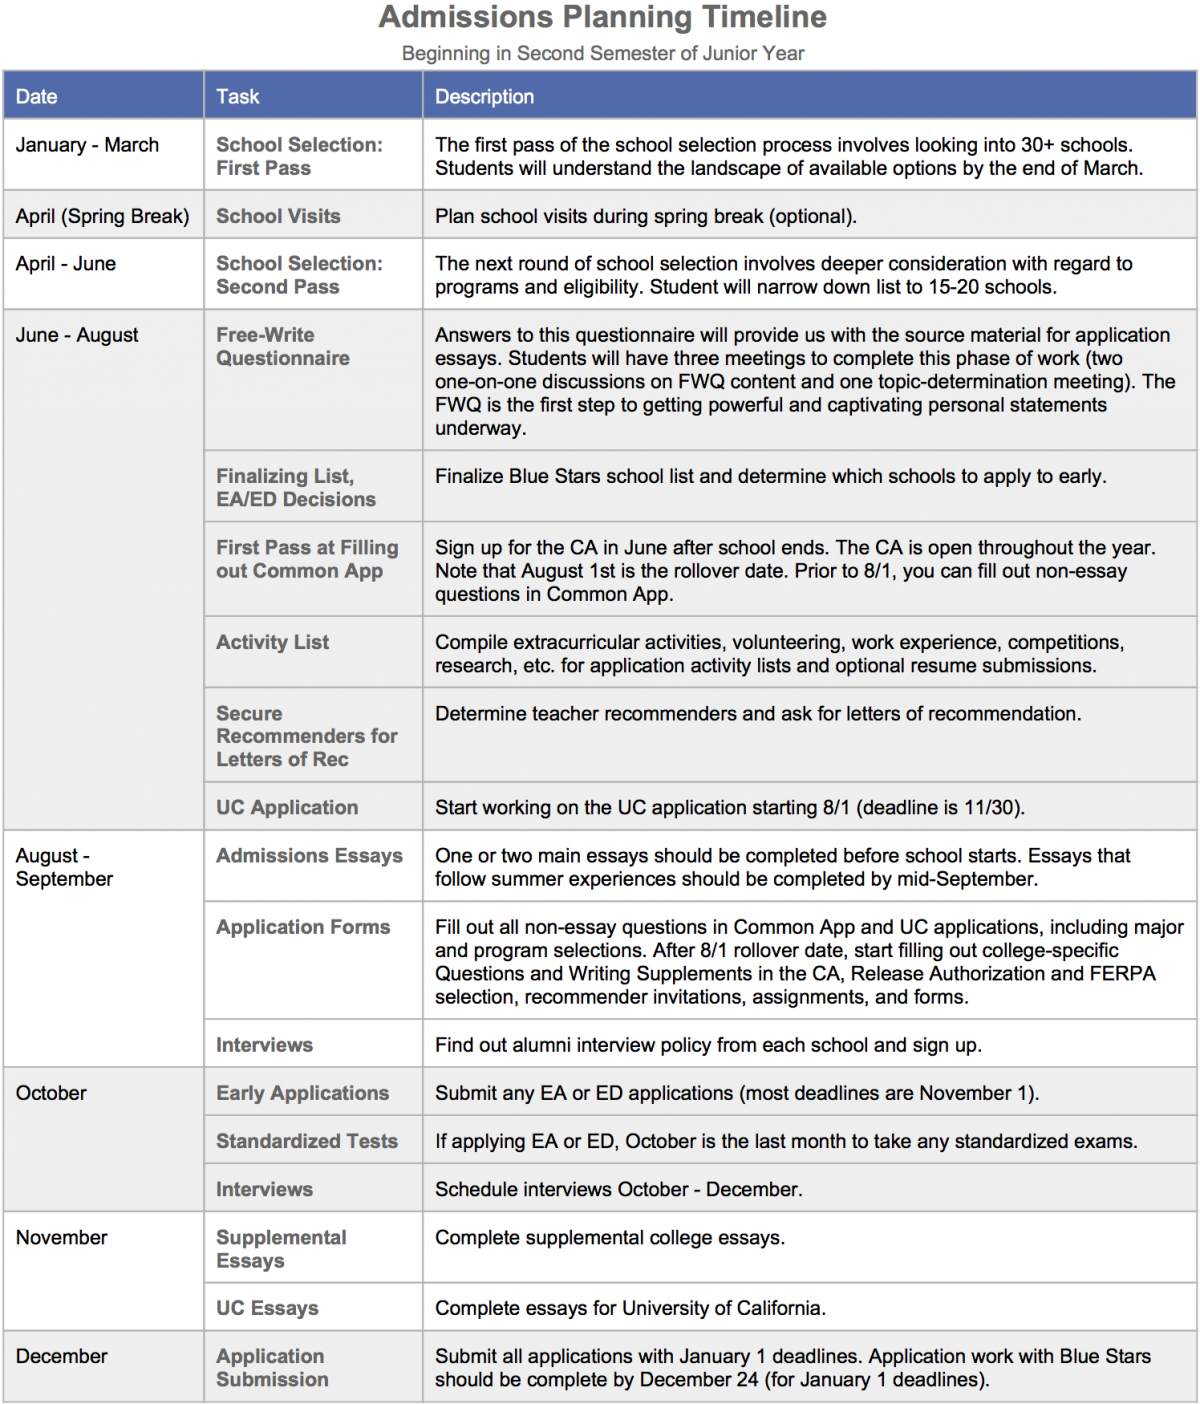 Admissions Planning Timeline
Beginning in Second Semester of Junior Year
Date Task Description
January - March
School Selection:
First Pass
The first pass of the school selection process involves looking into 30+ schools.
Students will understand the landscape of available options by the end of March.
April (Spring Break)
School Visits
Plan school visits during spring break (optional).
April - June
School Selection:
Second Pass
The next round of school selection involves deeper consideration with regard to
programs and eligibility. Student will narrow down list to 15-20 schools.
June - August
Free-Write
Questionnaire
Answers to this questionnaire will provide us with the source material for application
essays. Students will have three meetings to complete this phase of work (two
one-on-one discussions on FWQ content and one topic-determination meeting). The
FWQ is the first step to getting powerful and captivating personal statements
underway.
Finalizing List,
EA/ED Decisions
Finalize Blue Stars school list and determine which schools to apply to early.
First Pass at Filling
out Common App
Sign up for the CA in June after school ends. The CA is open throughout the year.
Note that August 1st is the rollover date. Prior to 8/1, you can fill out non-essay
questions in Common App.
Activity List
Compile extracurricular activities, volunteering, work experience, competitions,
research, etc. for application activity lists and optional resume submissions.
Secure
Recommenders for
Letters of Rec
Determine teacher recommenders and ask for letters of recommendation.
UC Application
Start working on the UC application starting 8/1 (deadline is 11/30).
August -
September
Admissions Essays
One or two main essays should be completed before school starts. Essays that
follow summer experiences should be completed by mid-September.
Application Forms
Fill out all non-essay questions in Common App and UC applications, including major
and program selections. After 8/1 rollover date, start filling out college-specific
Questions and Writing Supplements in the CA, Release Authorization and FERPA
selection, recommender invitations, assignments, and forms.
Interviews
Find out alumni interview policy from each school and sign up.
October
Early Applications
Submit any EA or ED applications (most deadlines are November 1).
Standardized Tests
If applying EA or ED, October is the last month to take any standardized exams.
Interviews
Schedule interviews October - December.
November
Supplemental
Essays
Complete supplemental college essays.
UC Essays
Complete essays for University of California.
December
Application
Submission
Submit all applications with January 1 deadlines. Application work with Blue Stars
should be complete by December 24 (for January 1 deadlines).